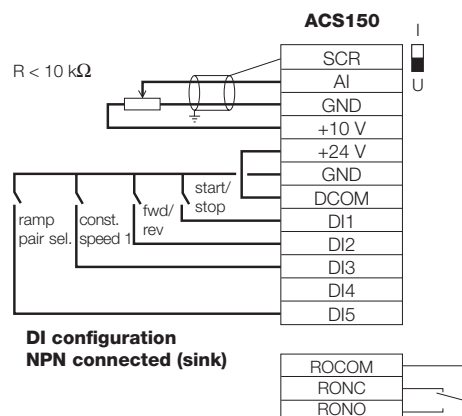 ACS150
I
U
R < 10 kΩ
SCR
AI
GND
+10 V
+24 V
GND
DCOM
DI1
DI2
DI3
DI4
DI5
ramp
pair sel.
const.
speed 1
fwd/
rev
start/
stop
DI configuration
NPN connected (sink)
ROCOM
RONC
RONO